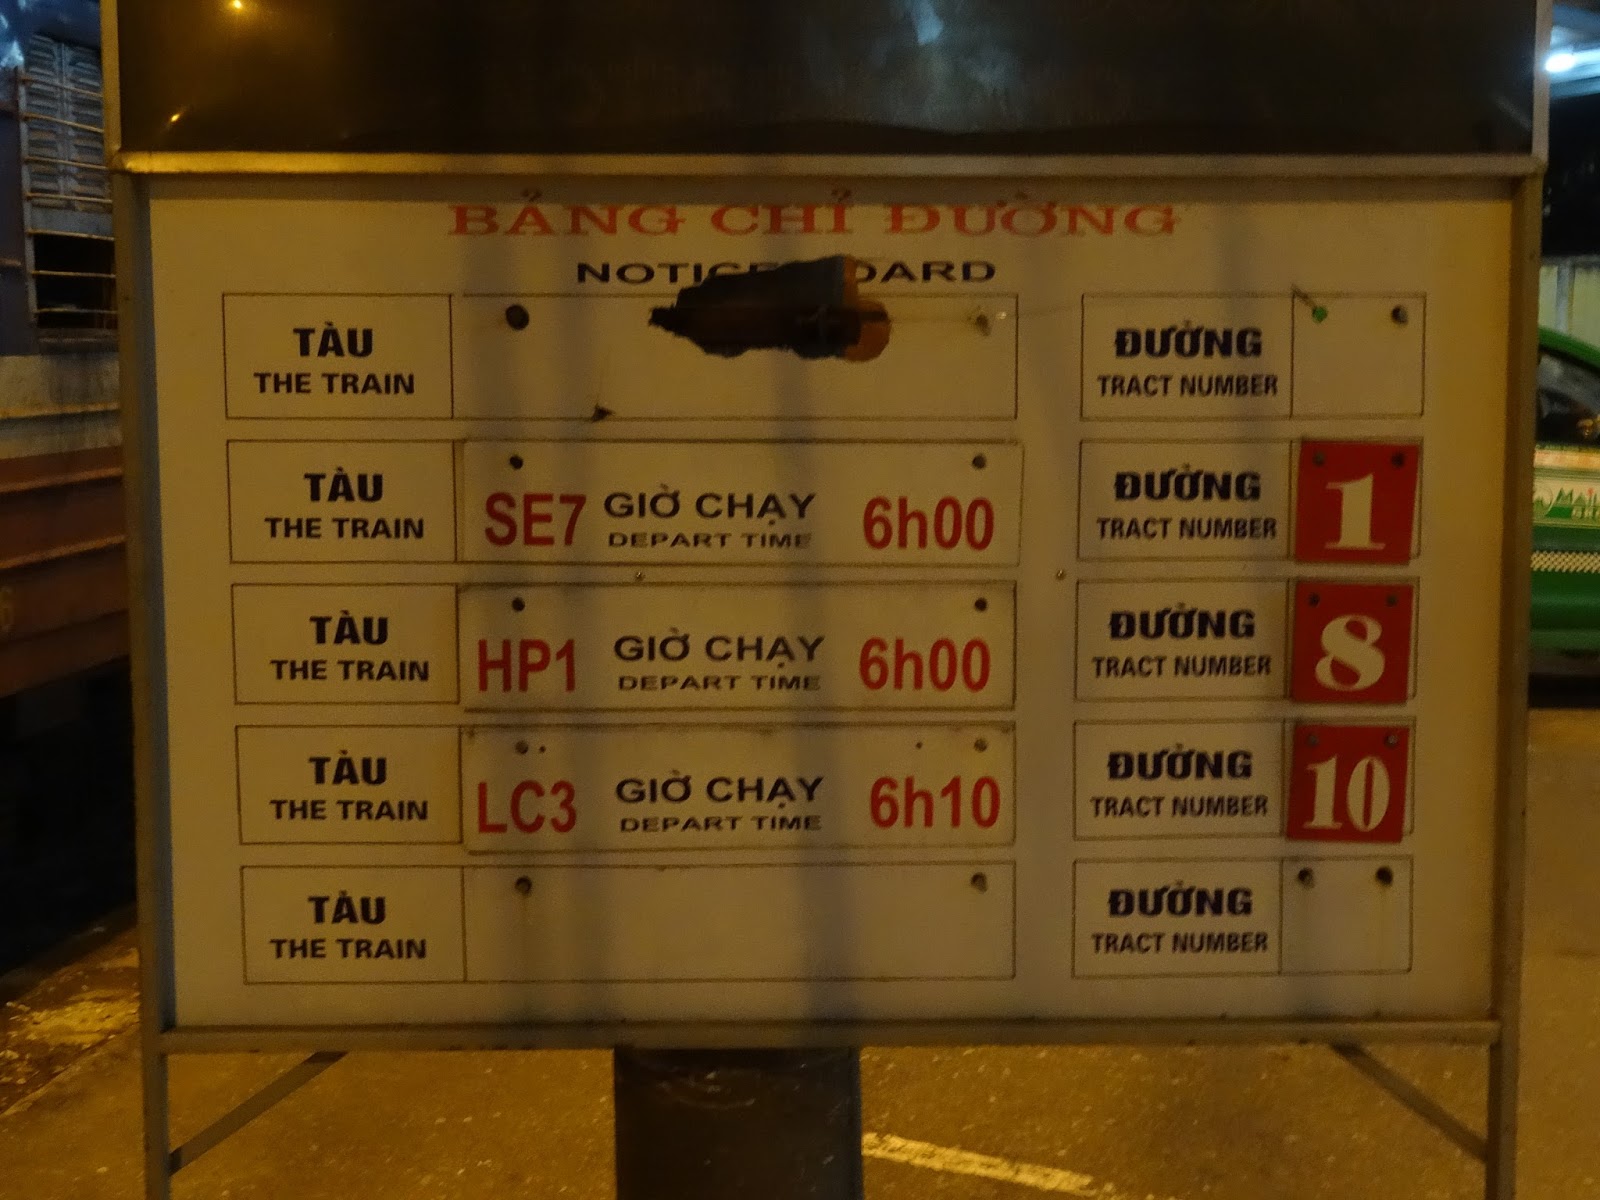 BẢNG CHỈ ĐƯỜNG
NOTICE BOARD
TÀU
THE TRAIN
ĐƯỜNG
TRACT NUMBER
TÀU
THE TRAIN
SE7 GIỜ CHẠY 6h00
DEPART TIME
ĐƯỜNG
TRACT NUMBER
1
TÀU
THE TRAIN
HP1 GIỜ CHẠY 6h00
DEPART TIME
ĐƯỜNG
TRACT NUMBER
8
TÀU
THE TRAIN
LC3 GIỜ CHẠY 6h10
DEPART TIME
ĐƯỜNG
TRACT NUMBER
10
TÀU
THE TRAIN
ĐƯỜNG
TRACT NUMBER